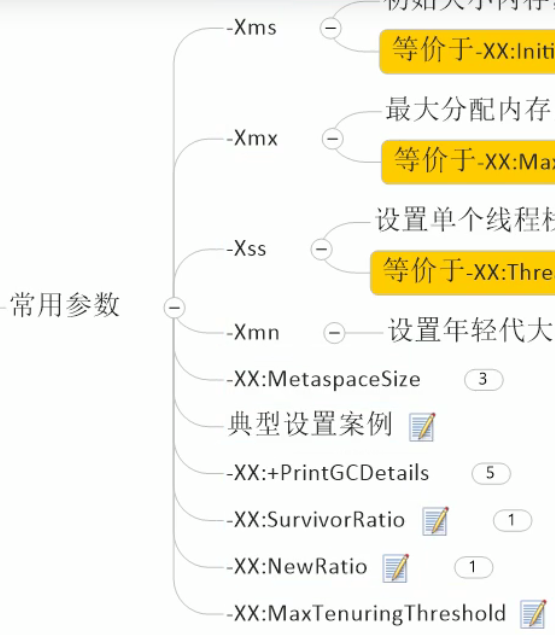 -Xms
等价于-XX:Initi
-Xmx
最大分配内存
等价于-XX:Max
-Xss
设置单个线程栈
等价于-XX:Thre
常用参数
-Xmn
设置年轻代大
-XX:MetaspaceSize 3
典型设置案例
-XX:+PrintGCDetails 5
-XX:SurvivorRatio 1
-XX:NewRatio 1
-XX:MaxTenuringThreshold